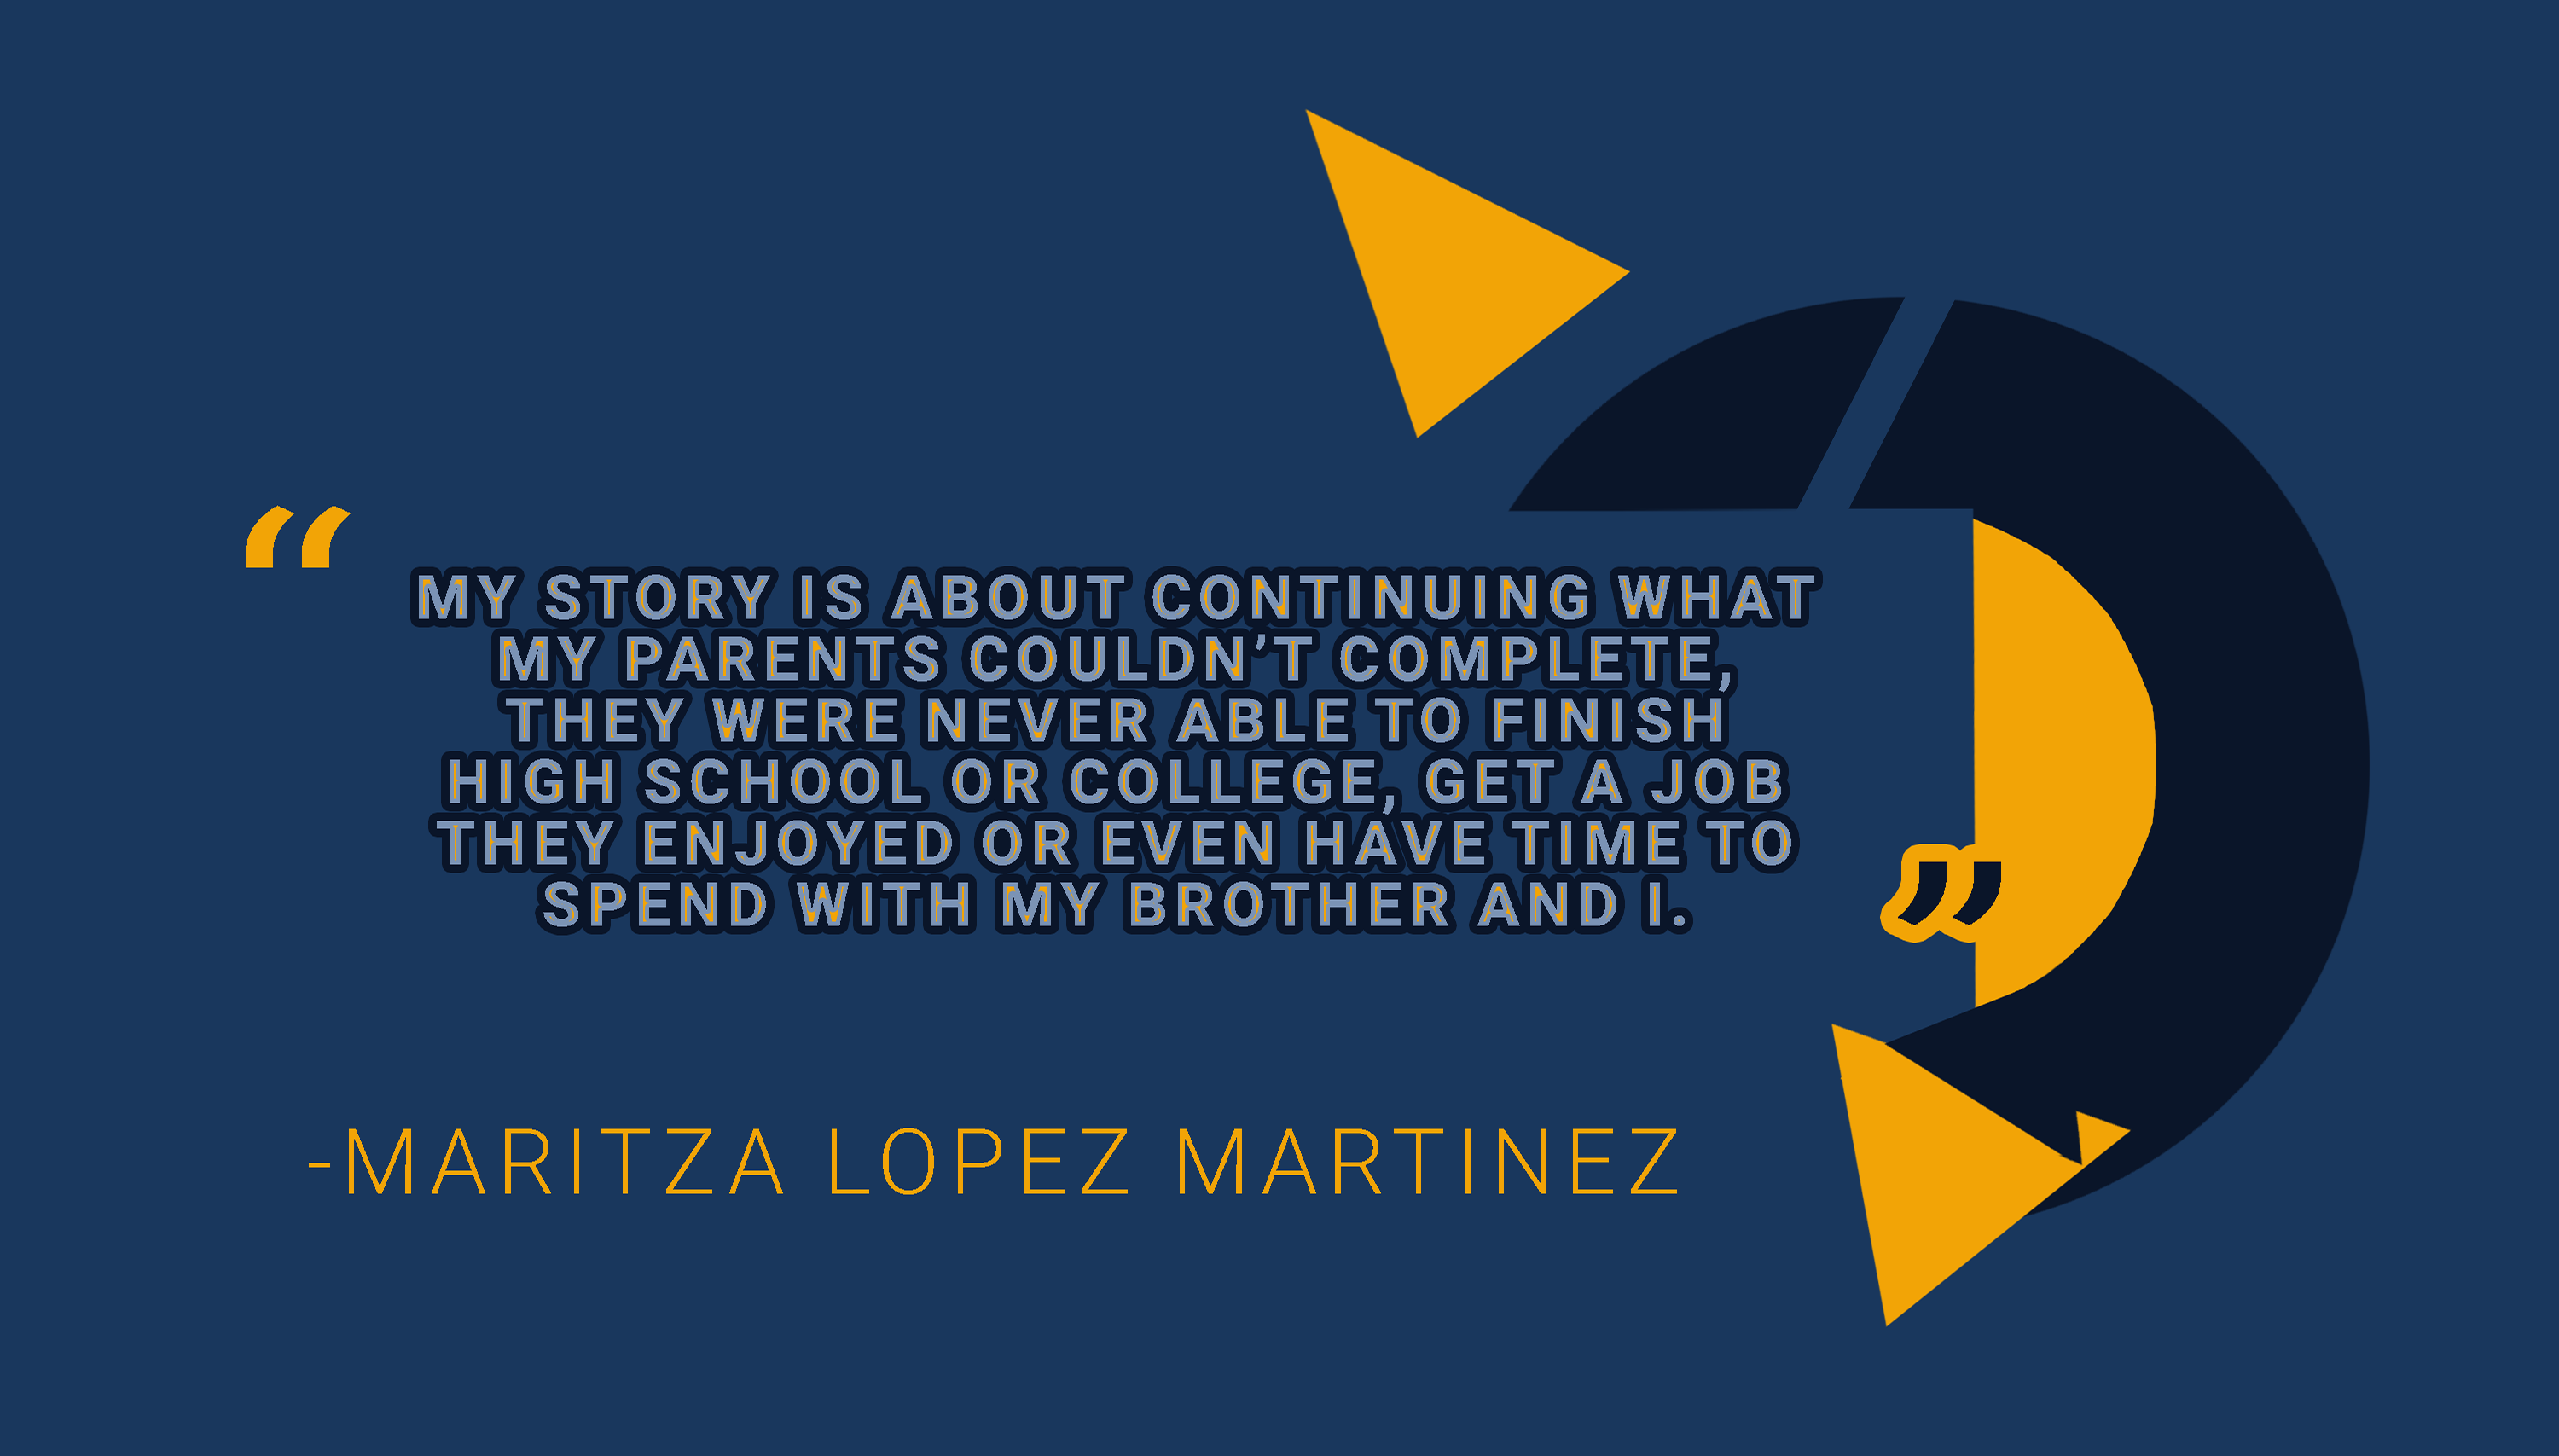 “
MY STORY IS ABOUT CONTINUING WHAT
MY PARENTS COULDN’T COMPLETE,
THEY WERE NEVER ABLE TO FINISH
HIGH SCHOOL OR COLLEGE, GET A JOB
THEY ENJOYED OR EVEN HAVE TIME TO
SPEND WITH MY BROTHER AND I.
”
-MARITZA LOPEZ MARTINEZ